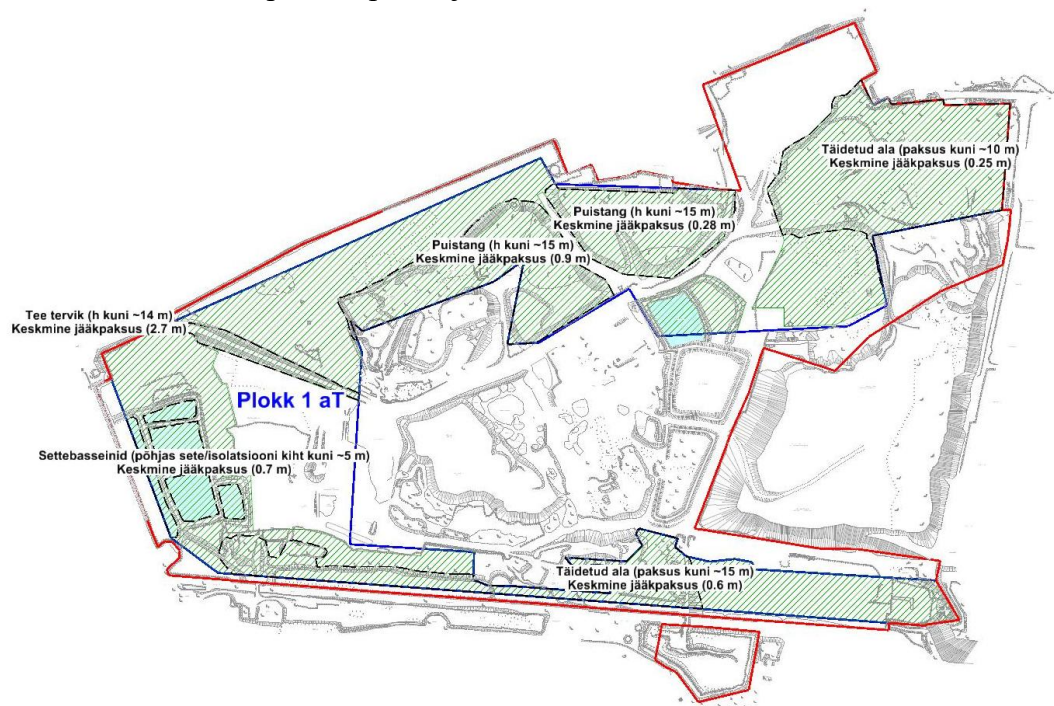 Täidetud ala (paksus kuni ~10 m)
Keskmine jääkpaksus (0.25 m)
Puistang (h kuni ~15 m)
Keskmine jääkpaksus (0.28 m)
Puistang (h kuni ~15 m)
Keskmine jääkpaksus (0.9 m)
Tee tervik (h kuni ~14 m)
Keskmine jääkpaksus (2.7 m)
Plokk 1 aT
Settebasseinid (põhjas sete/isolatsiooni kiht kuni ~5 m)
Keskmine jääkpaksus (0.7 m)
Täidetud ala (paksus kuni ~15 m)
Keskmine jääkpaksus (0.6 m)